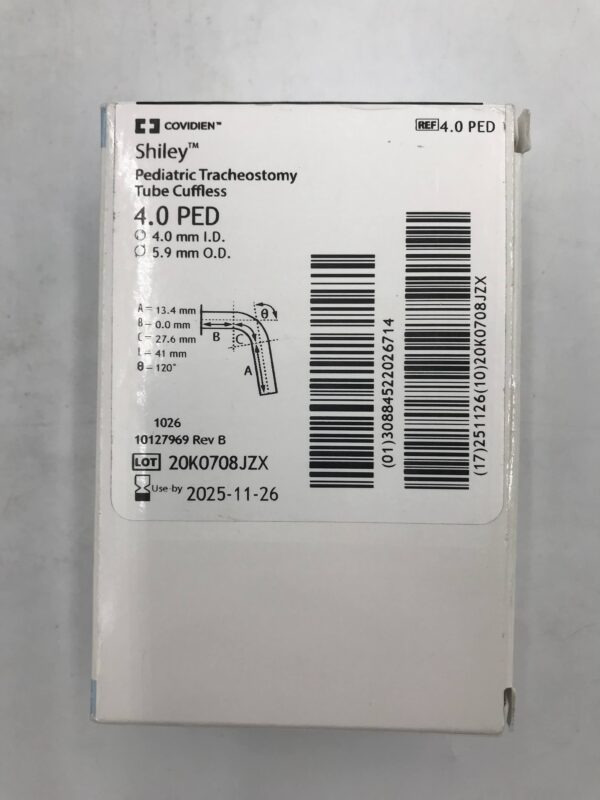 COVIDIEN™
REF 4.0 PED
Shiley™
Pediatric Tracheostomy
Tube Cuffless
4.0 PED
4.0 mm I.D.
5.9 mm O.D.
A= 13.4 mm
B= 0.0 mm
C= 27.6 mm
L= 41 mm
θ= 120°
θ
B
C
A
1026
10127969 Rev B
LOT 20K0708JZX
Use by 2025-11-26
(01)30884522026714
(17)251126(10)20K0708JZX